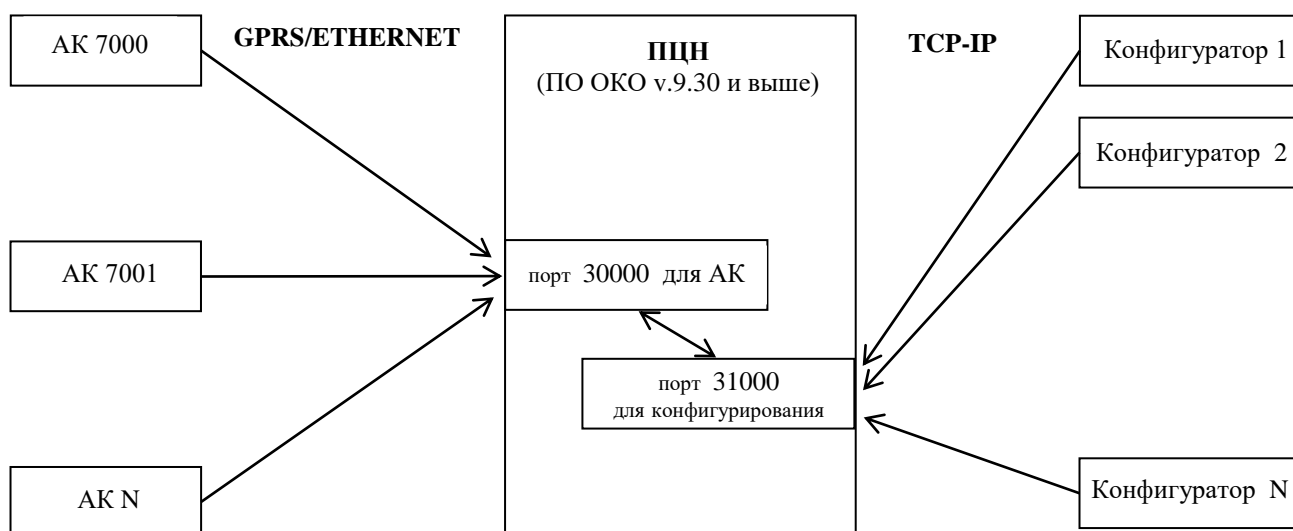 АК 7000
GPRS/ETHERNET
ПЦН
(ПО ОКО v.9.30 и выше)
TCP-IP
Конфигуратор 1
Конфигуратор 2
АК 7001
порт 30000 для АК
порт 31000
для конфигурирования
АК N
Конфигуратор N